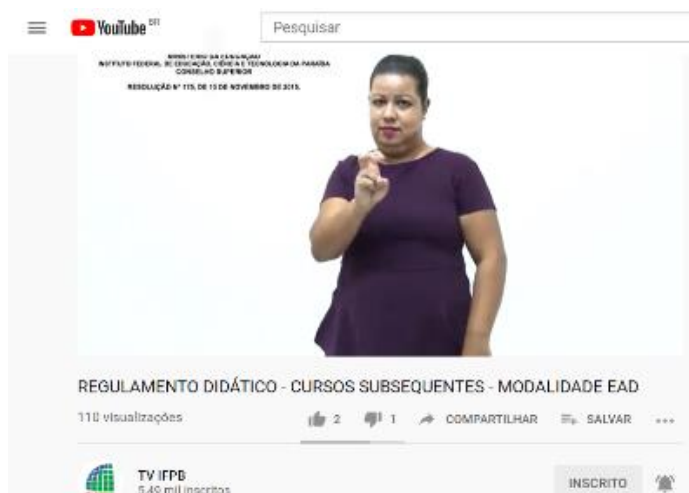 YouTube BR
Pesquisar
MINISTÉRIO DA EDUCAÇÃO
INSTITUTO FEDERAL DE EDUCAÇÃO, CIÊNCIA E TECNOLOGIA DA PARAÍBA
CONSELHO SUPERIOR
REGULAMENTO DIDÁTICO - CURSOS SUBSEQUENTES - MODALIDADE EAD
110 visualizações
2
1
COMPARTILHAR
SALVAR
TV IFPB
5,49 mil inscritos
INSCRITO